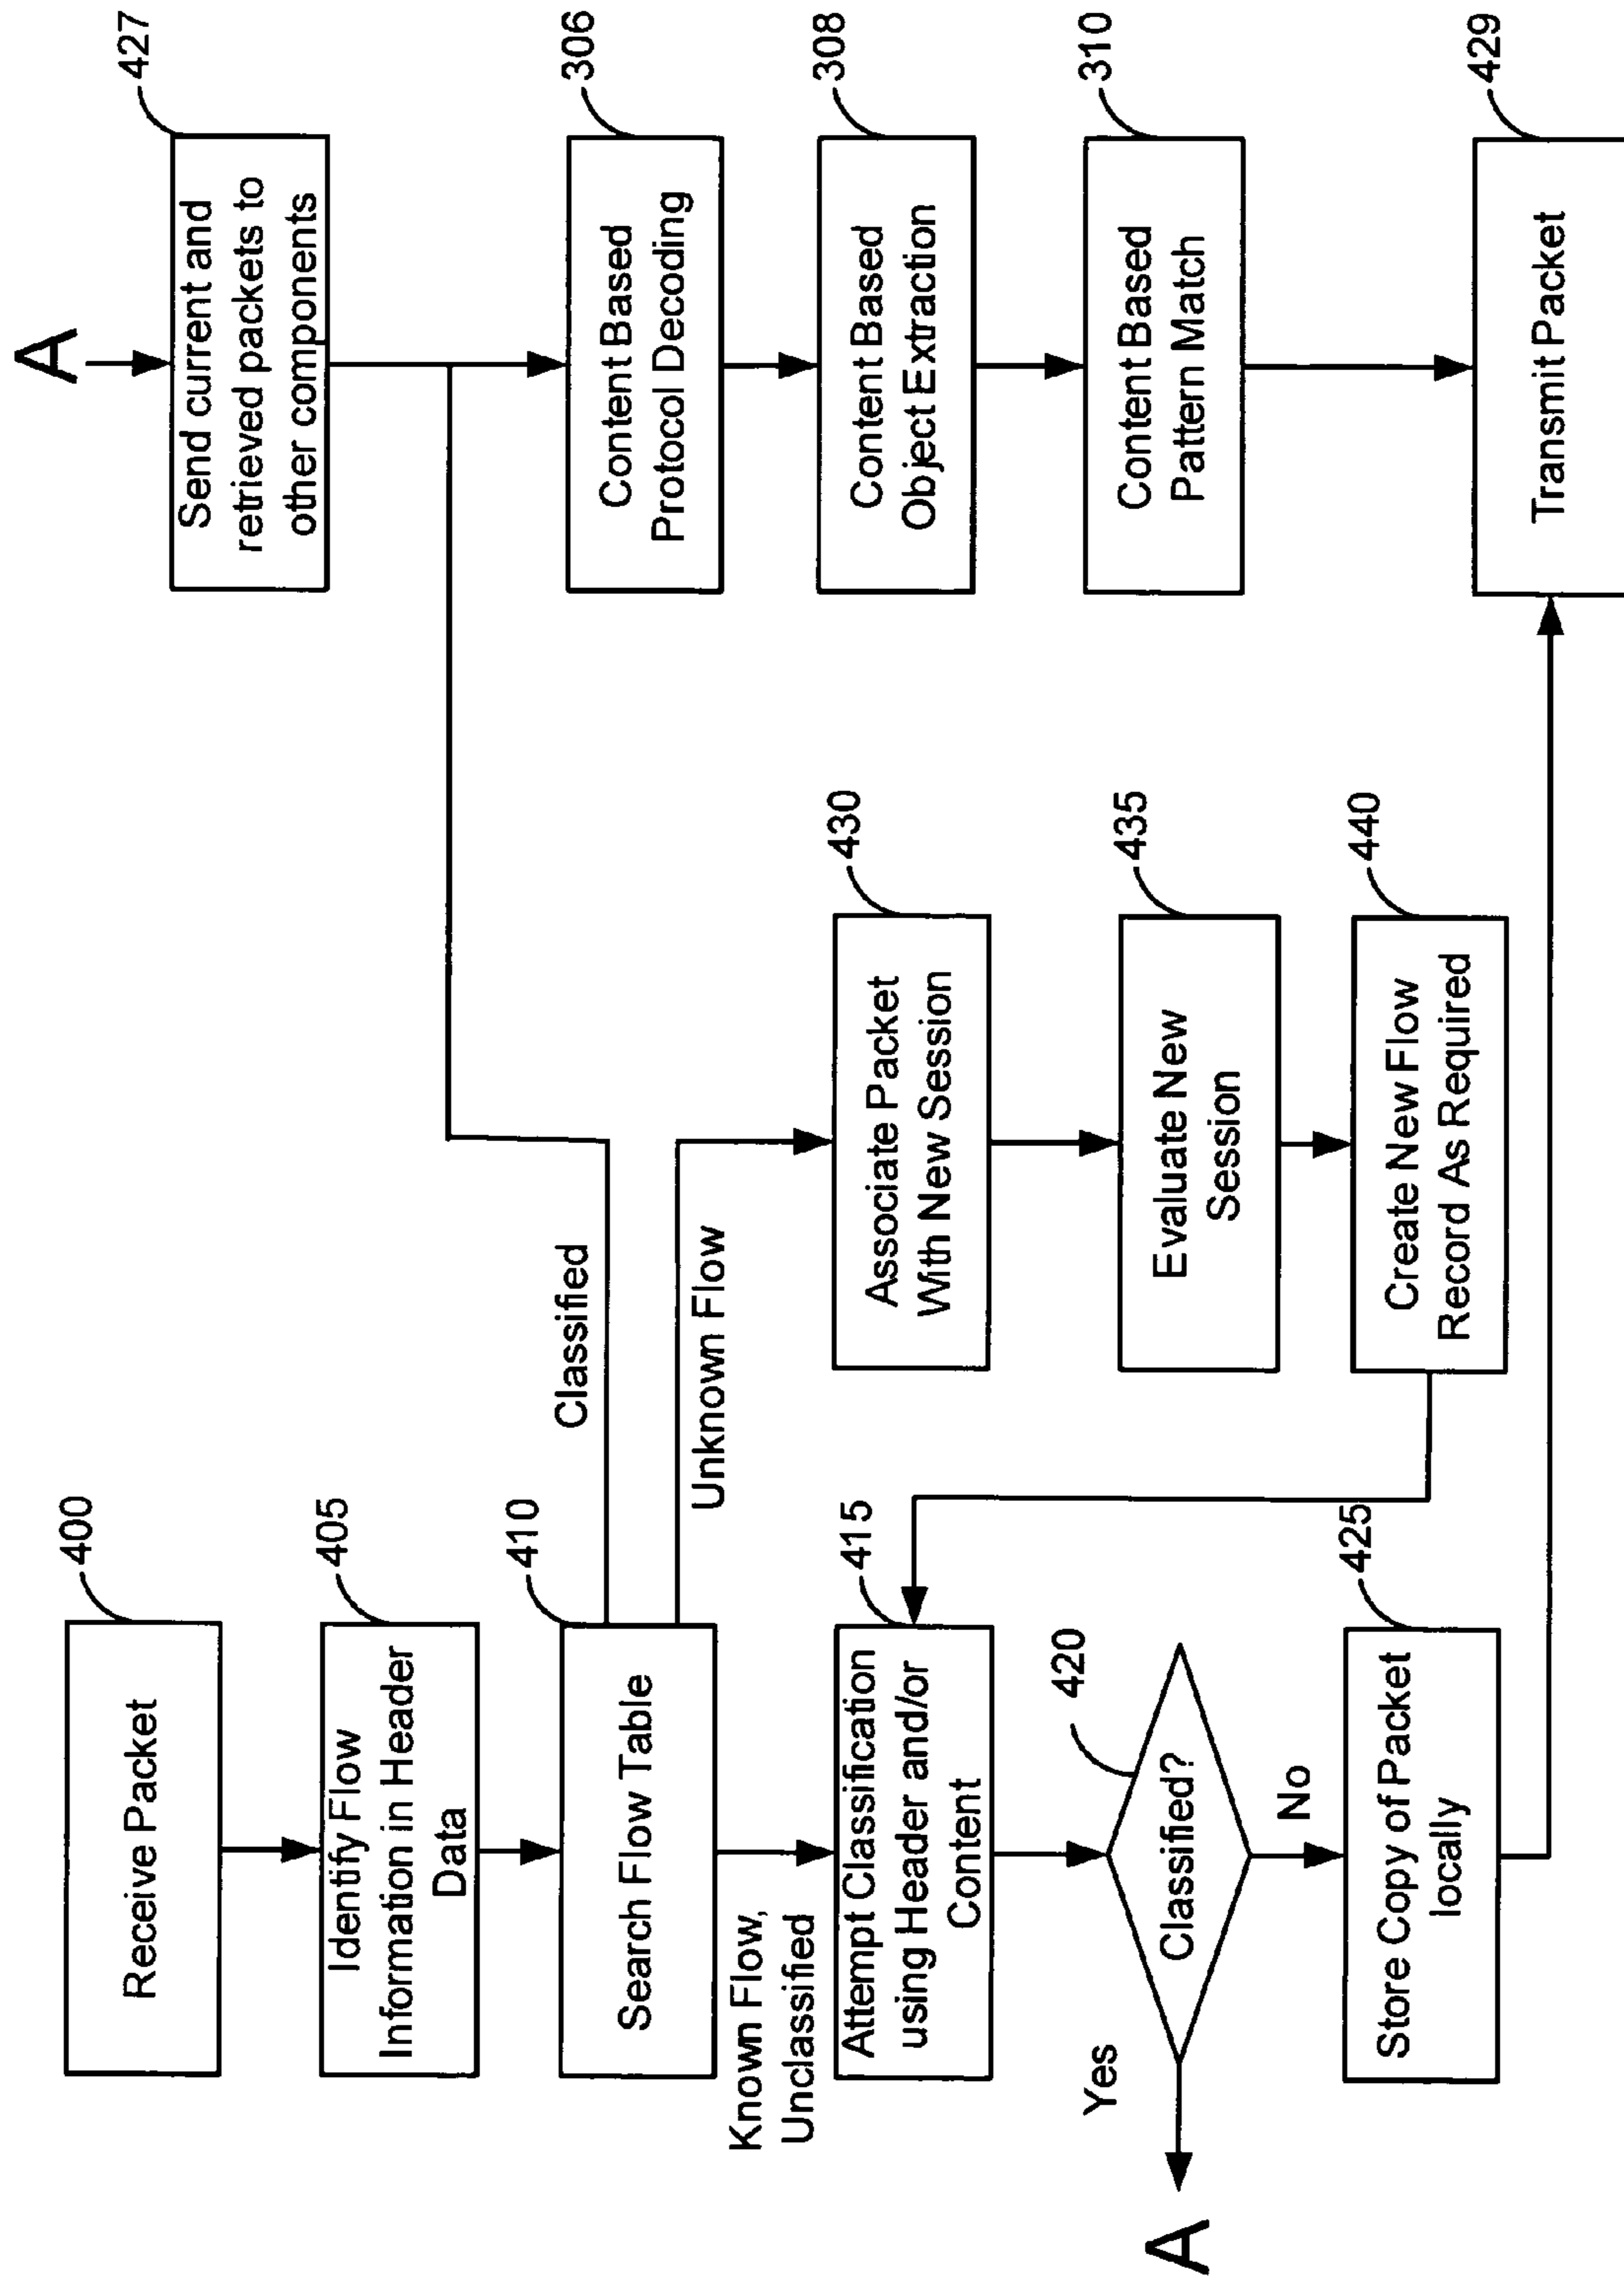 400
Receive Packet
405
Identify Flow
Information in Header
Data
410
Search Flow Table
Classified
Unknown Flow
Known Flow,
Unclassified
415
Attempt Classification
using Header and/or
Content
420
Classified?
Yes
A
No
425
Store Copy of Packet
locally
430
Associate Packet
With New Session
435
Evaluate New
Session
440
Create New Flow
Record As Required
A
427
Send current and
retrieved packets to
other components
306
Content Based
Protocol Decoding
308
Content Based
Object Extraction
310
Content Based
Pattern Match
429
Transmit Packet